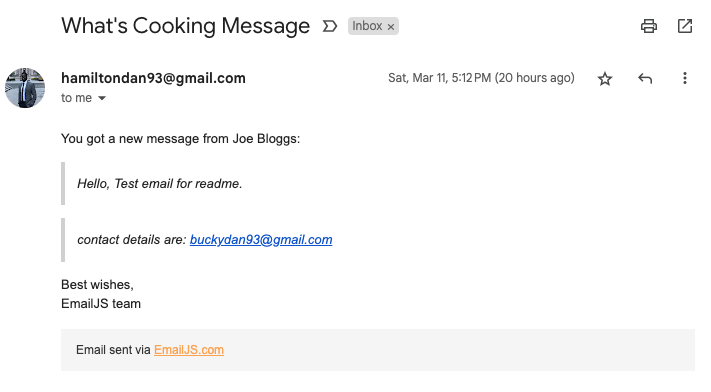 What's Cooking Message Inbox ×
hamiltondan93@gmail.com Sat, Mar 11, 5:12 PM (20 hours ago)
to me
You got a new message from Joe Bloggs:
Hello, Test email for readme.
contact details are: buckydan93@gmail.com
Best wishes,
EmailJS team
Email sent via EmailJS.com